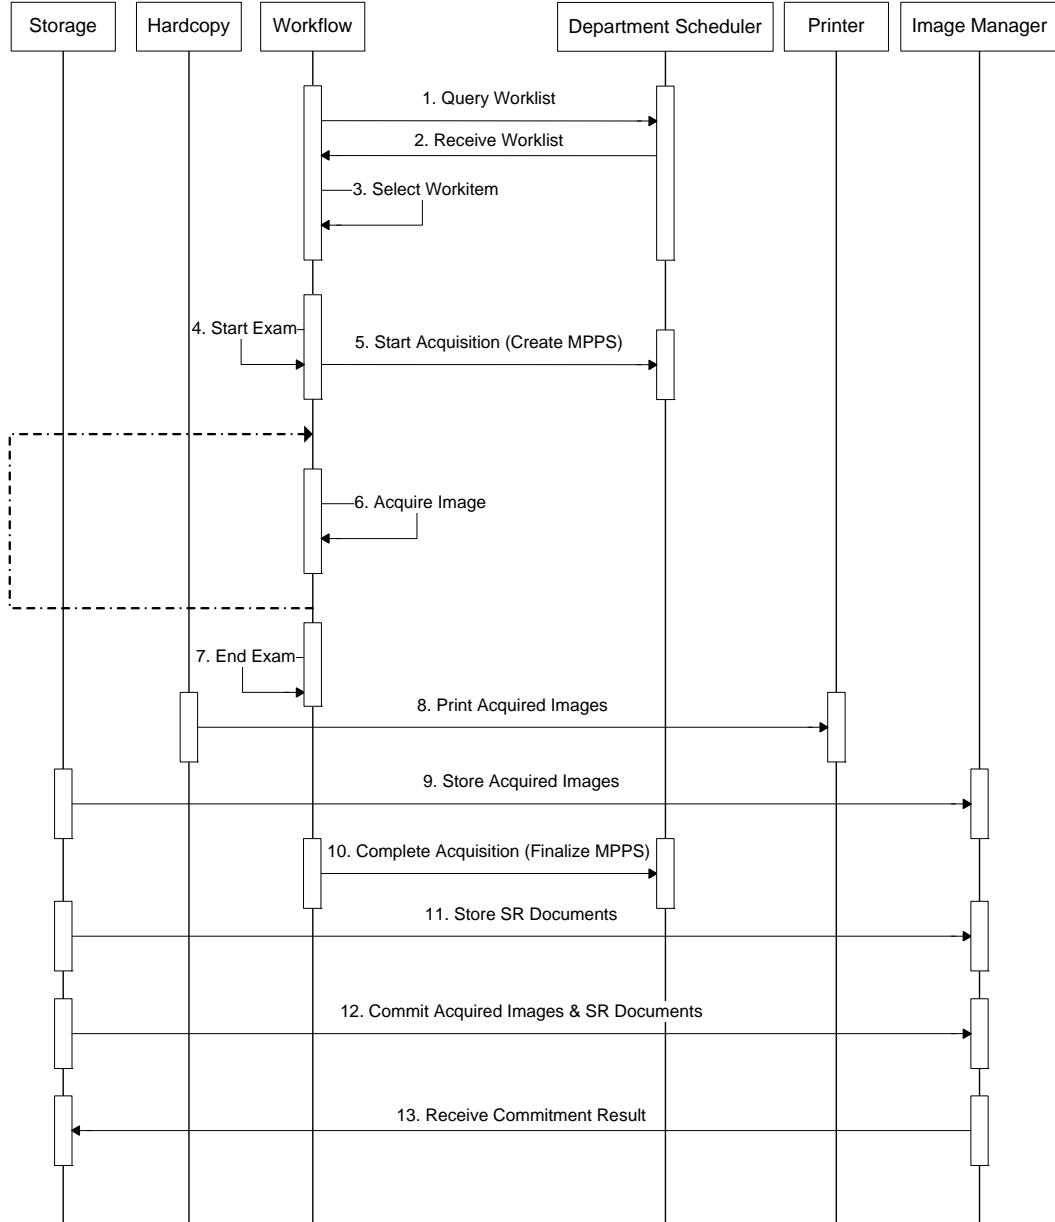 Storage
Hardcopy
Workflow
Department Scheduler
Printer
Image Manager
1. Query Worklist
2. Receive Worklist
3. Select Workitem
4. Start Exam
5. Start Acquisition (Create MPPS)
6. Acquire Image
7. End Exam
8. Print Acquired Images
9. Store Acquired Images
10. Complete Acquisition (Finalize MPPS)
11. Store SR Documents
12. Commit Acquired Images & SR Documents
13. Receive Commitment Result